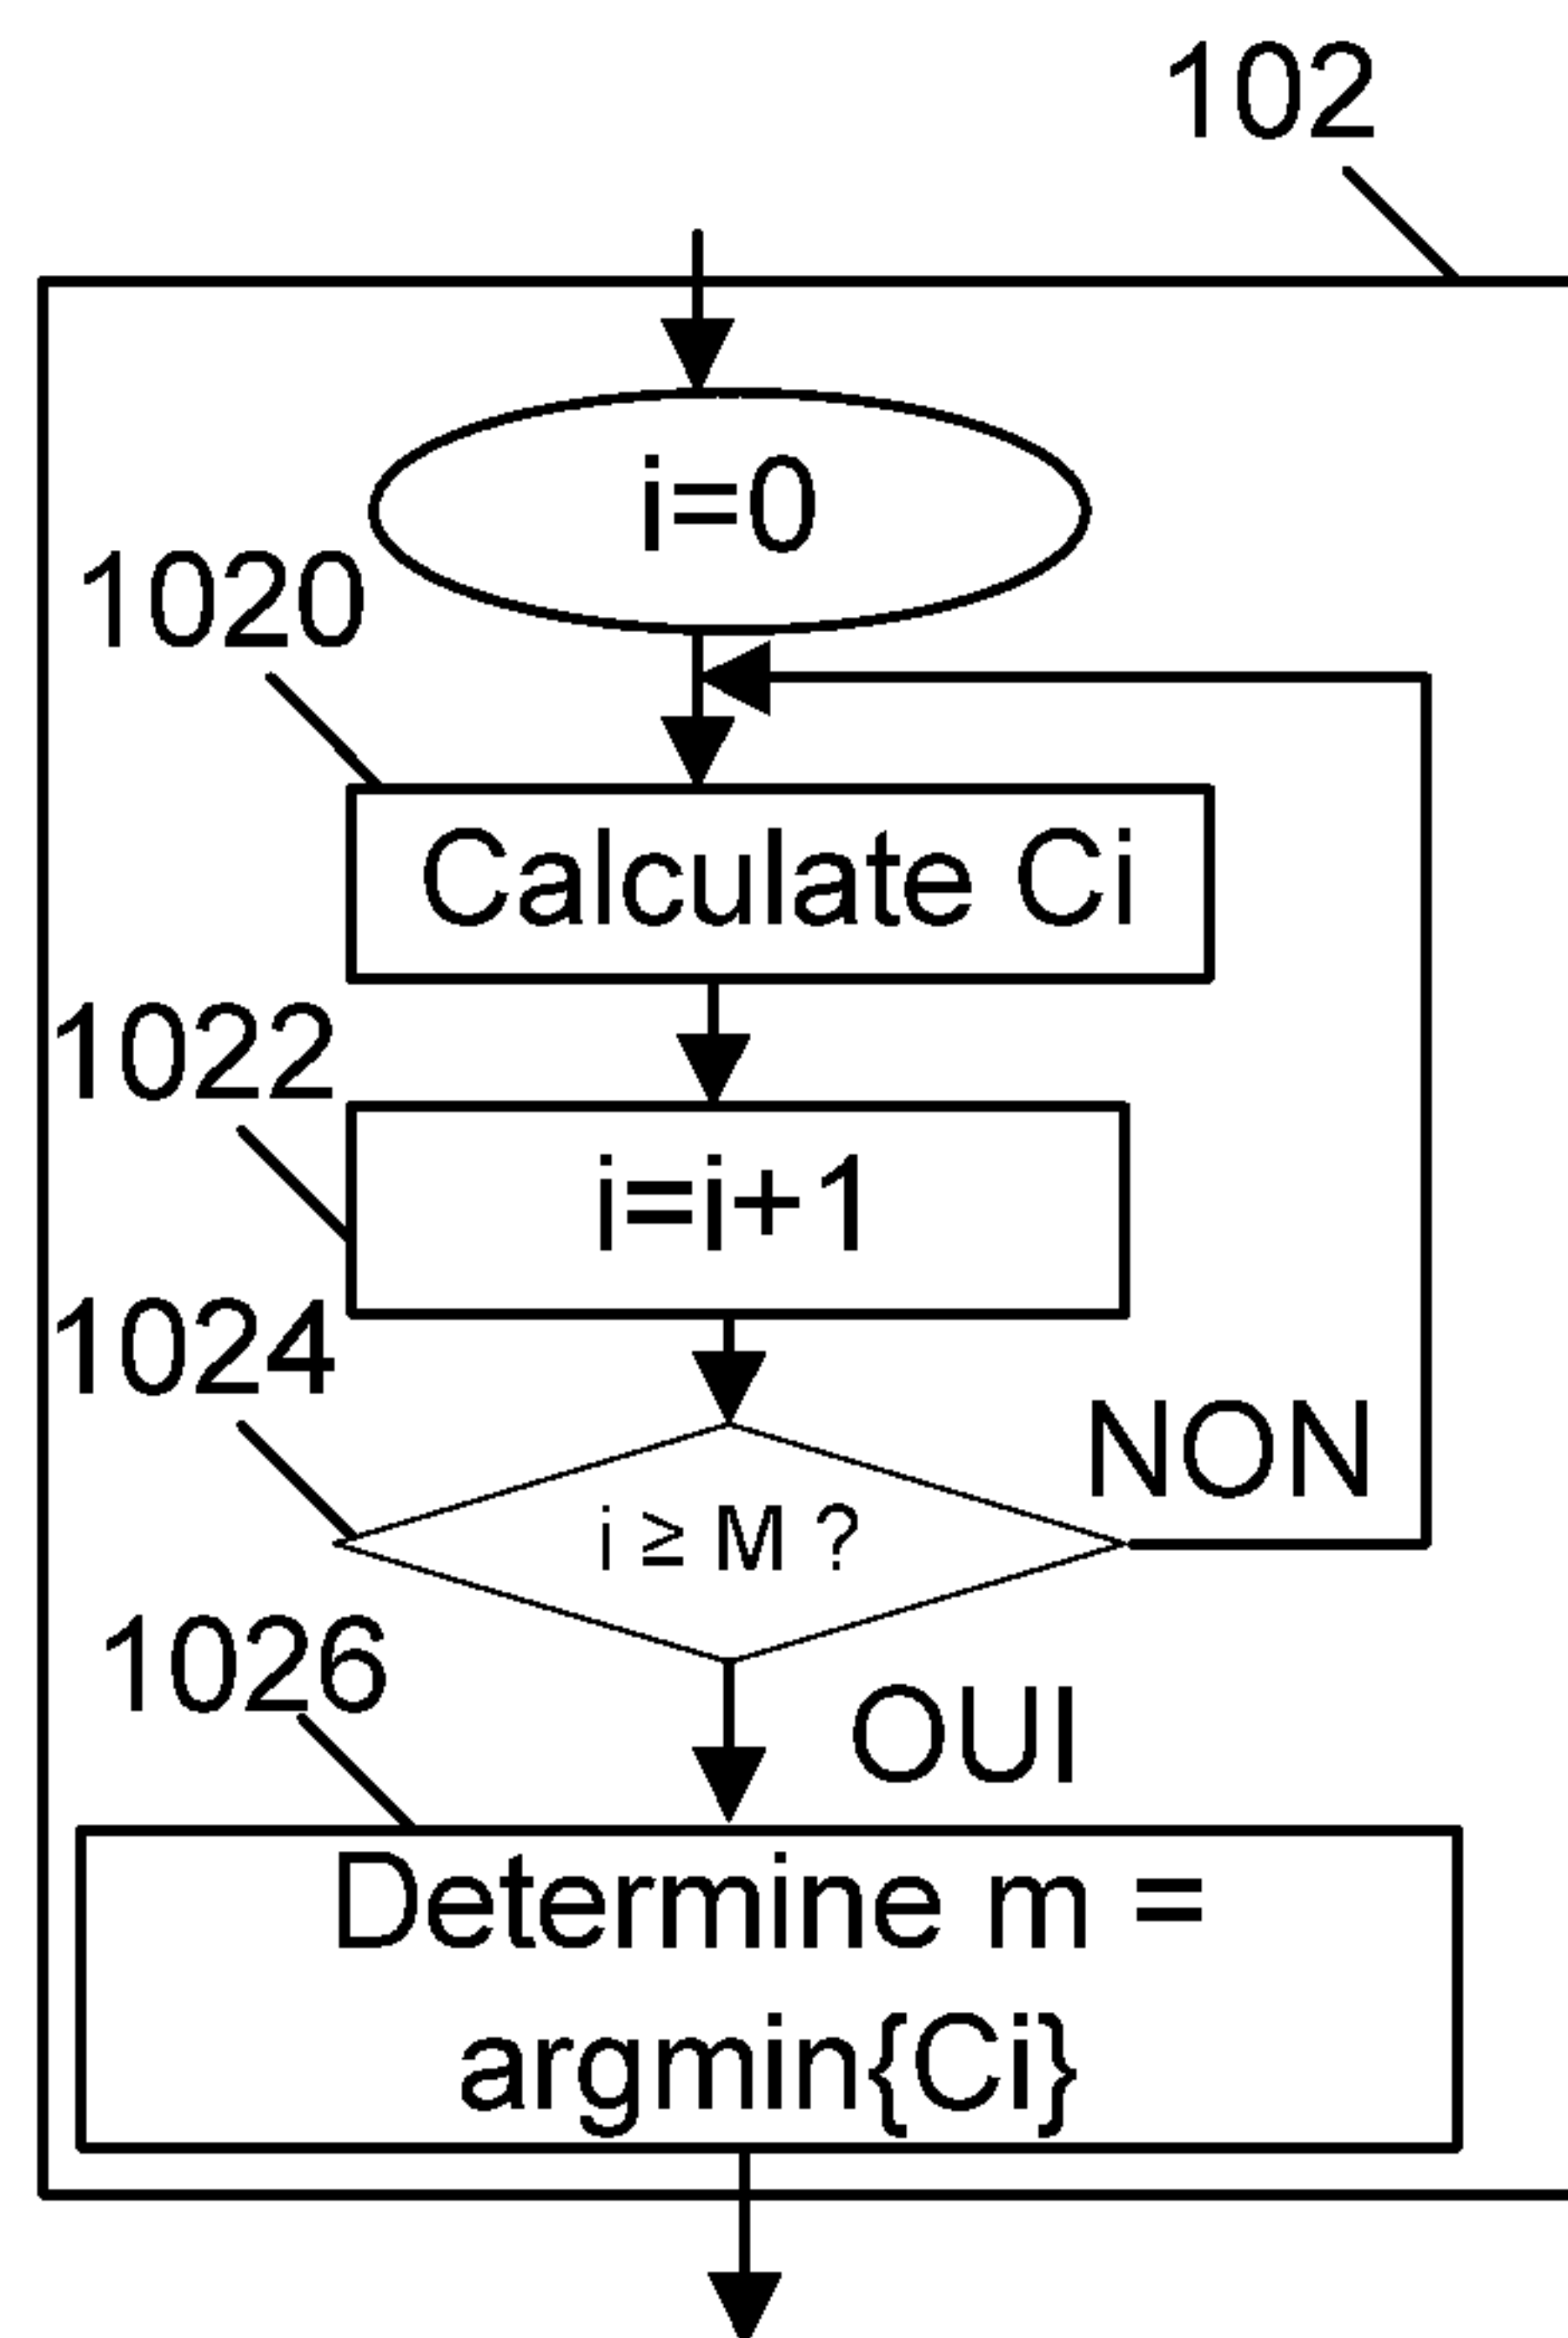 102
i=0
1020
Calculate Ci
1022
i=i+1
1024
NON
i ≥ M ?
1026
OUI
Determine m =
argmin{Ci}